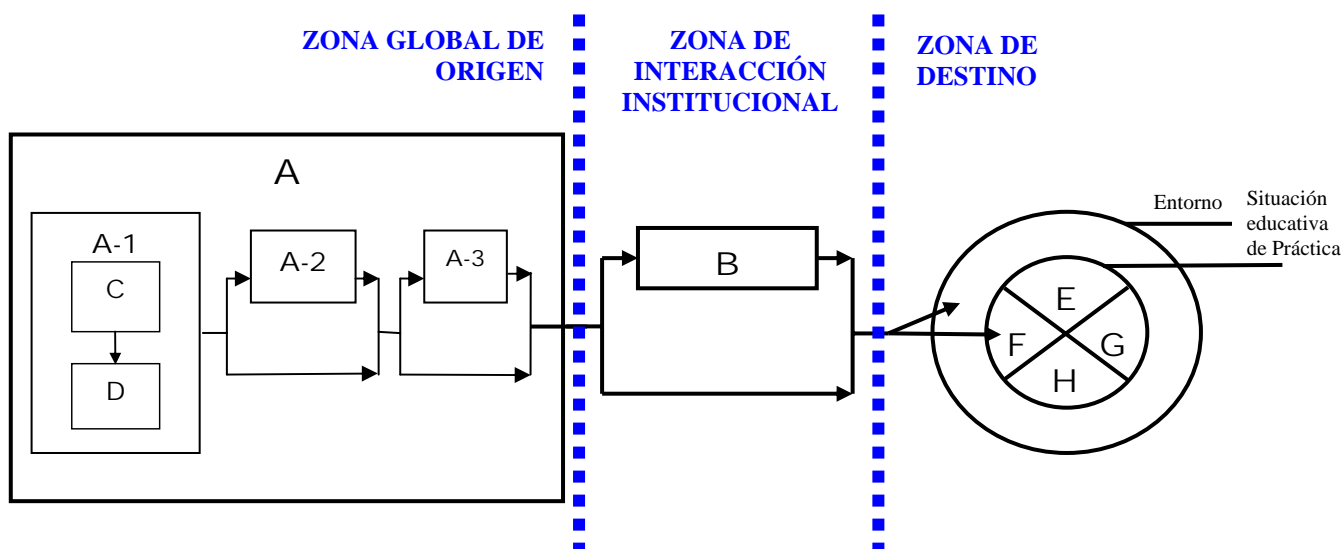 ZONA GLOBAL DE
ORIGEN
ZONA DE
INTERACCIÓN
INSTITUCIONAL
ZONA DE
DESTINO
A
A-1
C
D
A-2
A-3
B
Entorno
Situación
educativa
de Práctica
E
F
G
H